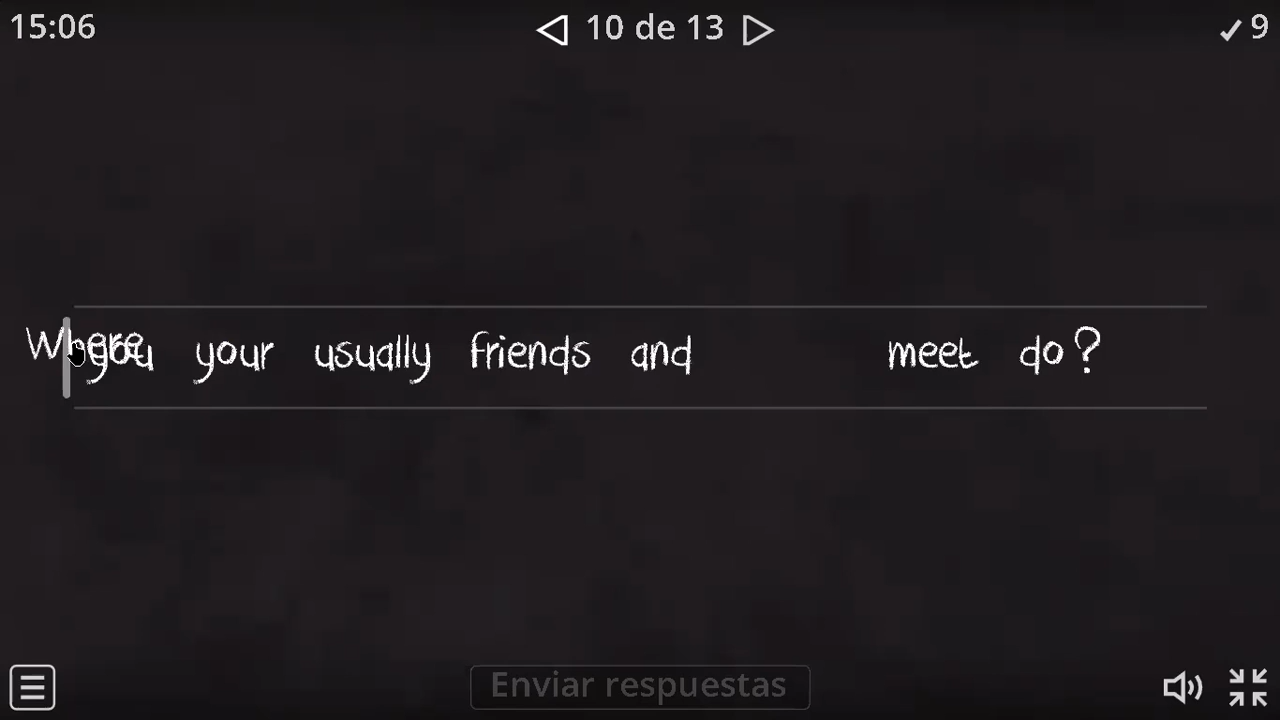 15:06
10 de 13
9
Where you your usually friends and meet do?
Enviar respuestas